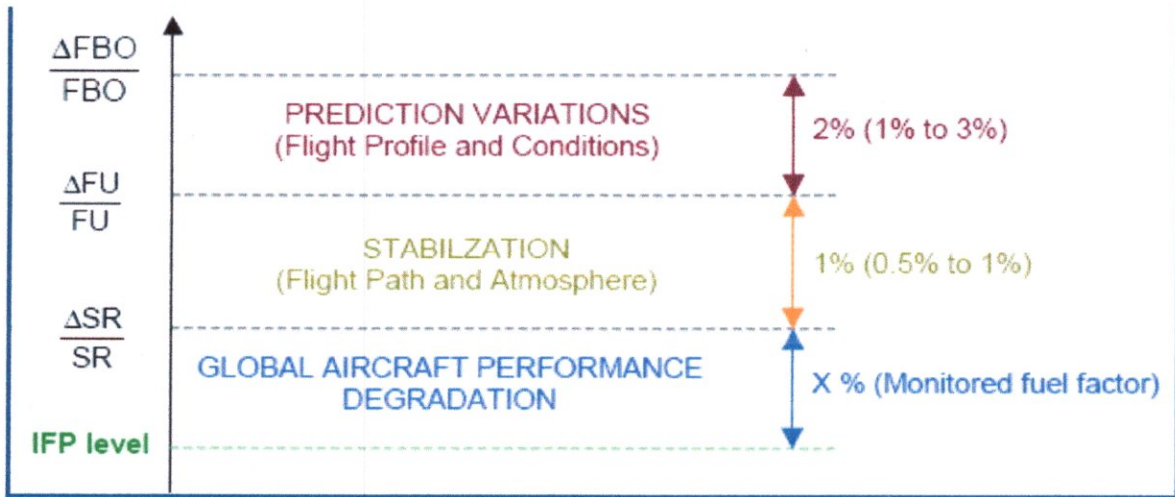 ΔFBO
FBO
PREDICTION VARIATIONS
(Flight Profile and Conditions)
2% (1% to 3%)
ΔFU
FU
STABILZATION
(Flight Path and Atmosphere)
1% (0.5% to 1%)
ΔSR
SR
GLOBAL AIRCRAFT PERFORMANCE
DEGRADATION
X % (Monitored fuel factor)
IFP level